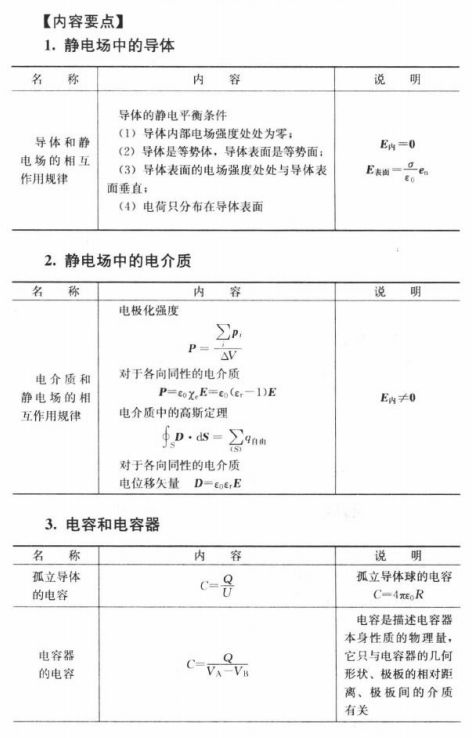 【内容要点】
1. 静电场中的导体
名 称 内 容 说 明
导体和静电场的相互作用规律
导体的静电平衡条件
(1) 导体内部电场强度处处为零;
(2) 导体是等势体，导体表面是等势面;
(3) 导体表面的电场强度处处与导体表
面垂直;
(4) 电荷只分布在导体表面
E内=0
E表面=σ/ε₀ eₙ
2. 静电场中的电介质
名 称 内 容 说 明
电介质和
静电场的相
互作用规律
电极化强度
P = ∑ᵢpᵢ/ΔV
对于各向同性的电介质
P=ε₀χₑE=ε₀(εᵣ-1)E
电介质中的高斯定理
∮S D·dS = ∑(S) q自由
对于各向同性的电介质
电位移矢量 D=ε₀εᵣE
E内≠0
3. 电容和电容器
名 称 内 容 说 明
孤立导体
的电容
C=Q/U
孤立导体球的电容
C=4πε₀R
电容器
的电容
C=Q/(VA-VB)
电容是描述电容器
本身性质的物理量,
它只与电容器的几何
形状、极板的相对距
离、极板间的介质
有关